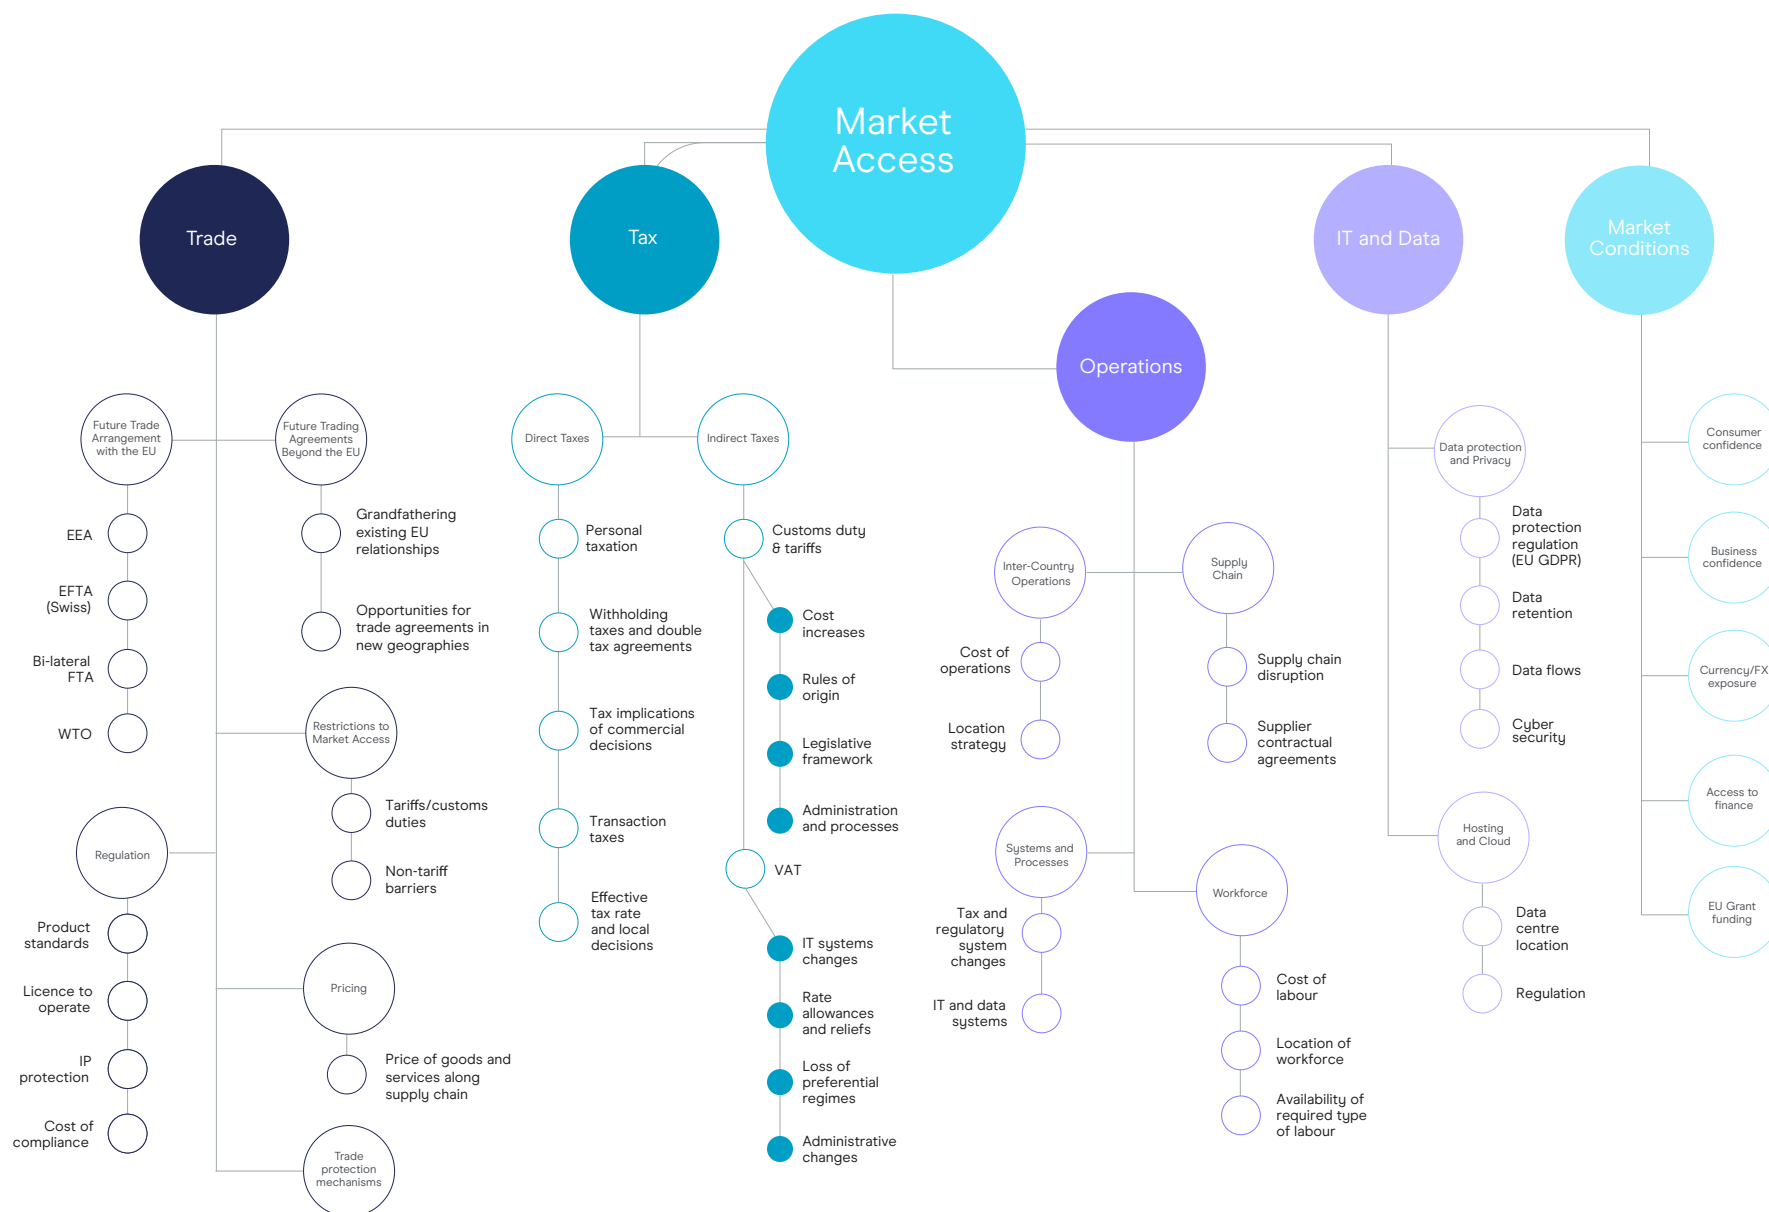 Market
Access
Trade
Tax
IT and Data
Market
Conditions
Operations
Future Trade
Arrangement
with the EU
Future Trading
Agreements
Beyond the EU
EEA
EFTA
(Swiss)
Bi-lateral
FTA
WTO
Grandfathering
existing EU
relationships
Opportunities for
trade agreements in
new geographies
Restrictions to
Market Access
Tariffs/customs
duties
Non-tariff
barriers
Regulation
Product
standards
Licence to
operate
IP
protection
Cost of
compliance
Pricing
Price of goods and
services along
supply chain
Trade
protection
mechanisms
Direct Taxes
Personal
taxation
Withholding
taxes and double
tax agreements
Tax implications
of commercial
decisions
Transaction
taxes
Effective
tax rate
and local
decisions
Indirect Taxes
Customs duty
& tariffs
Cost
increases
Rules of
origin
Legislative
framework
Administration
and processes
VAT
IT systems
changes
Rate
allowances
and reliefs
Loss of
preferential
regimes
Administrative
changes
Inter-Country
Operations
Cost of
operations
Location
strategy
Supply
Chain
Supply chain
disruption
Supplier
contractual
agreements
Systems and
Processes
Tax and
regulatory
system
changes
IT and data
systems
Workforce
Cost of
labour
Location of
workforce
Availability of
required type
of labour
Data protection
and Privacy
Data
protection
regulation
(EU GDPR)
Data
retention
Data flows
Cyber
security
Hosting
and Cloud
Data
centre
location
Regulation
Consumer
confidence
Business
confidence
Currency/FX
exposure
Access to
finance
EU Grant
funding